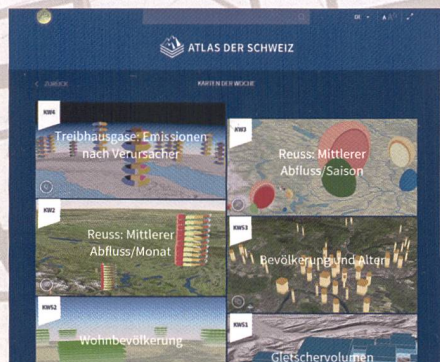 DE
A A
ATLAS DER SCHWEIZ
ZURÜCK
KARTEN DER WOCHE
KW4
Treibhausgase: Emissionen
nach Verursacher
KW3
Reuss: Mittlerer
Abfluss/Saison
KW2
Reuss: Mittlerer
Abfluss/Monat
KW53
Bevölkerung und Alter
KW52
Wohnbevölkerung
KW51
Gletschervolumen